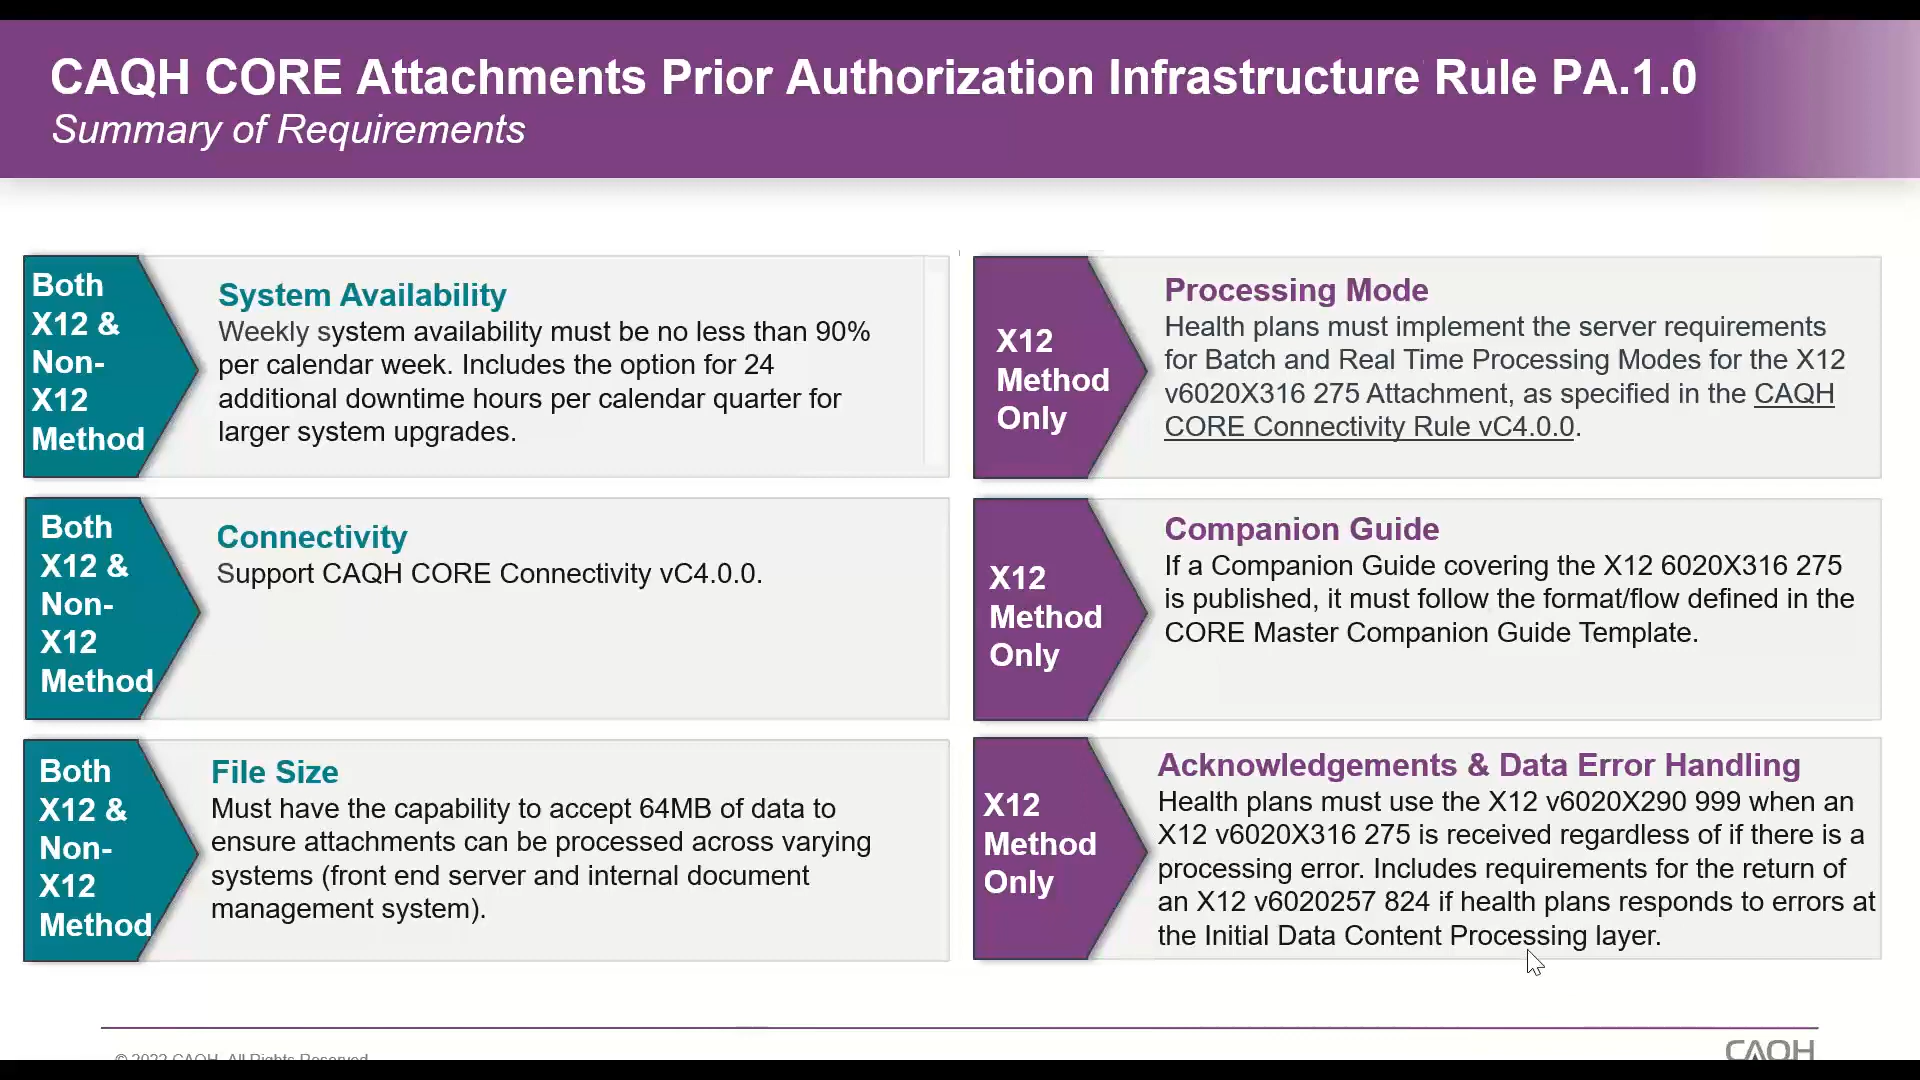 CAQH CORE Attachments Prior Authorization Infrastructure Rule PA.1.0
Summary of Requirements
Both
X12 &
Non-
X12
Method
System Availability
Weekly system availability must be no less than 90%
per calendar week. Includes the option for 24
additional downtime hours per calendar quarter for
larger system upgrades.
Both
X12 &
Non-
X12
Method
Connectivity
Support CAQH CORE Connectivity vC4.0.0.
Both
X12 &
Non-
X12
Method
File Size
Must have the capability to accept 64MB of data to
ensure attachments can be processed across varying
systems (front end server and internal document
management system).
X12
Method
Only
Processing Mode
Health plans must implement the server requirements
for Batch and Real Time Processing Modes for the X12
v6020X316 275 Attachment, as specified in the CAQH
CORE Connectivity Rule vC4.0.0.
X12
Method
Only
Companion Guide
If a Companion Guide covering the X12 6020X316 275
is published, it must follow the format/flow defined in the
CORE Master Companion Guide Template.
X12
Method
Only
Acknowledgements & Data Error Handling
Health plans must use the X12 v6020X290 999 when an
X12 v6020X316 275 is received regardless of if there is a
processing error. Includes requirements for the return of
an X12 v6020257 824 if health plans responds to errors at
the Initial Data Content Processing layer.
© 2022 CAQH, All Rights Reserved.
CAQH